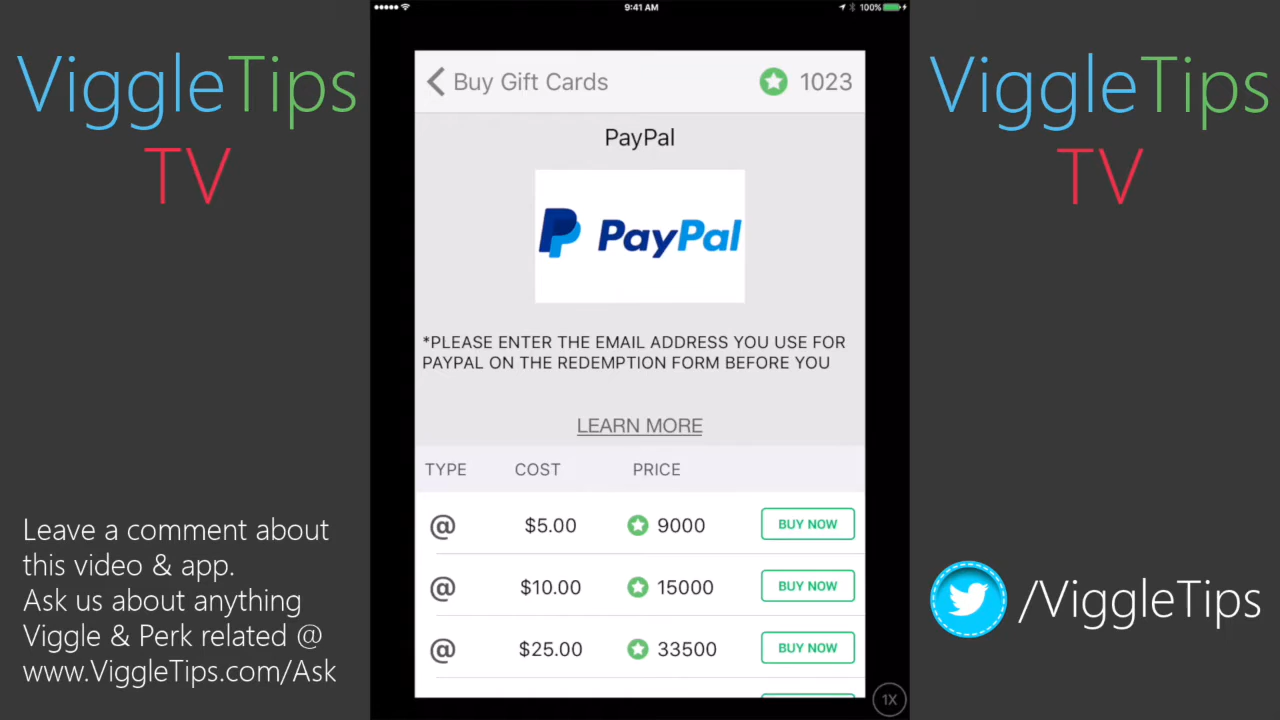 ViggleTips
TV
Leave a comment about
this video & app.
Ask us about anything
Viggle & Perk related @
www.ViggleTips.com/Ask
9:41 AM
100%
Buy Gift Cards
1023
PayPal
PayPal
*PLEASE ENTER THE EMAIL ADDRESS YOU USE FOR
PAYPAL ON THE REDEMPTION FORM BEFORE YOU
LEARN MORE
TYPE COST PRICE
@ $5.00 9000 BUY NOW
@ $10.00 15000 BUY NOW
@ $25.00 33500 BUY NOW
1X
ViggleTips
TV
/ViggleTips